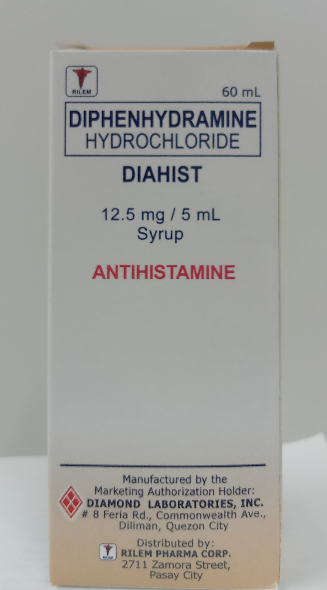 RILEM
60 mL
DIPHENHYDRAMINE
HYDROCHLORIDE
DIAHIST
12.5 mg / 5 mL
Syrup
ANTIHISTAMINE
Manufactured by the
Marketing Authorization Holder:
DIAMOND LABORATORIES, INC.
# 8 Feria Rd., Commonwealth Ave.,
Diliman, Quezon City
Distributed by:
RILEM PHARMA CORP.
2711 Zamora Street,
Pasay City